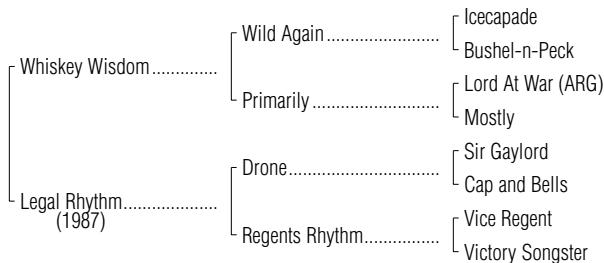 Icecapade
Wild Again
Bushel-n-Peck
Whiskey Wisdom
Lord At War (ARG)
Primarily
Mostly
Sir Gaylord
Drone
Cap and Bells
Legal Rhythm
(1987)
Vice Regent
Regents Rhythm
Victory Songster